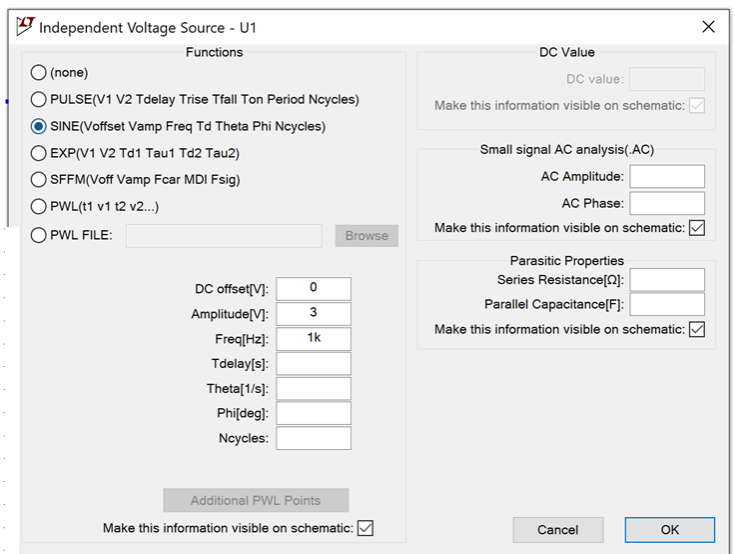 Independent Voltage Source - U1
Functions
(none)
PULSE(V1 V2 Tdelay Trise Tfall Ton Period Ncycles)
SINE(Voffset Vamp Freq Td Theta Phi Ncycles)
EXP(V1 V2 Td1 Tau1 Td2 Tau2)
SFFM(Voff Vamp Fcar MDI Fsig)
PWL(t1 v1 t2 v2...)
PWL FILE: Browse
DC offset[V]: 0
Amplitude[V]: 3
Freq[Hz]: 1k
Tdelay[s]:
Theta[1/s]:
Phi[deg]:
Ncycles:
Additional PWL Points
Make this information visible on schematic:
DC Value
DC value:
Make this information visible on schematic:
Small signal AC analysis(.AC)
AC Amplitude:
AC Phase:
Make this information visible on schematic:
Parasitic Properties
Series Resistance[Ω]:
Parallel Capacitance[F]:
Make this information visible on schematic:
Cancel OK